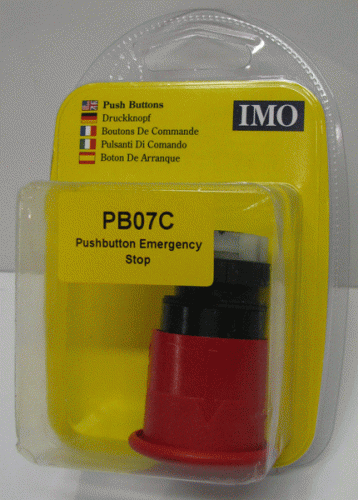 Push Buttons
Druckknopf
Boutons De Commande
Pulsanti Di Comando
Boton De Arranque
IMO
PB07C
Pushbutton Emergency
Stop